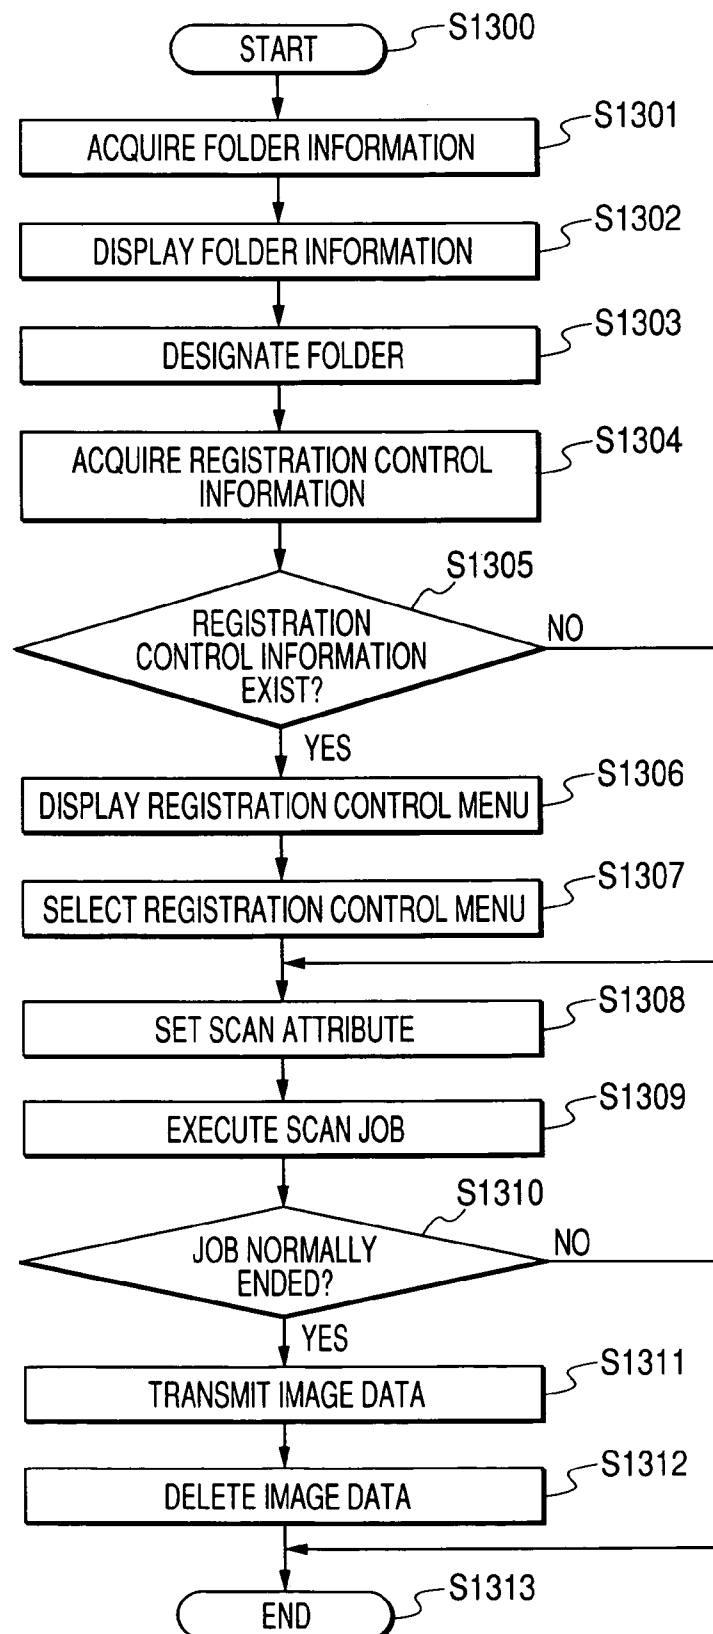 START
S1300
ACQUIRE FOLDER INFORMATION
S1301
DISPLAY FOLDER INFORMATION
S1302
DESIGNATE FOLDER
S1303
ACQUIRE REGISTRATION CONTROL
INFORMATION
S1304
S1305
REGISTRATION
CONTROL INFORMATION
EXIST?
NO
YES
DISPLAY REGISTRATION CONTROL MENU
S1306
SELECT REGISTRATION CONTROL MENU
S1307
SET SCAN ATTRIBUTE
S1308
EXECUTE SCAN JOB
S1309
S1310
JOB NORMALLY
ENDED?
NO
YES
TRANSMIT IMAGE DATA
S1311
DELETE IMAGE DATA
S1312
END
S1313